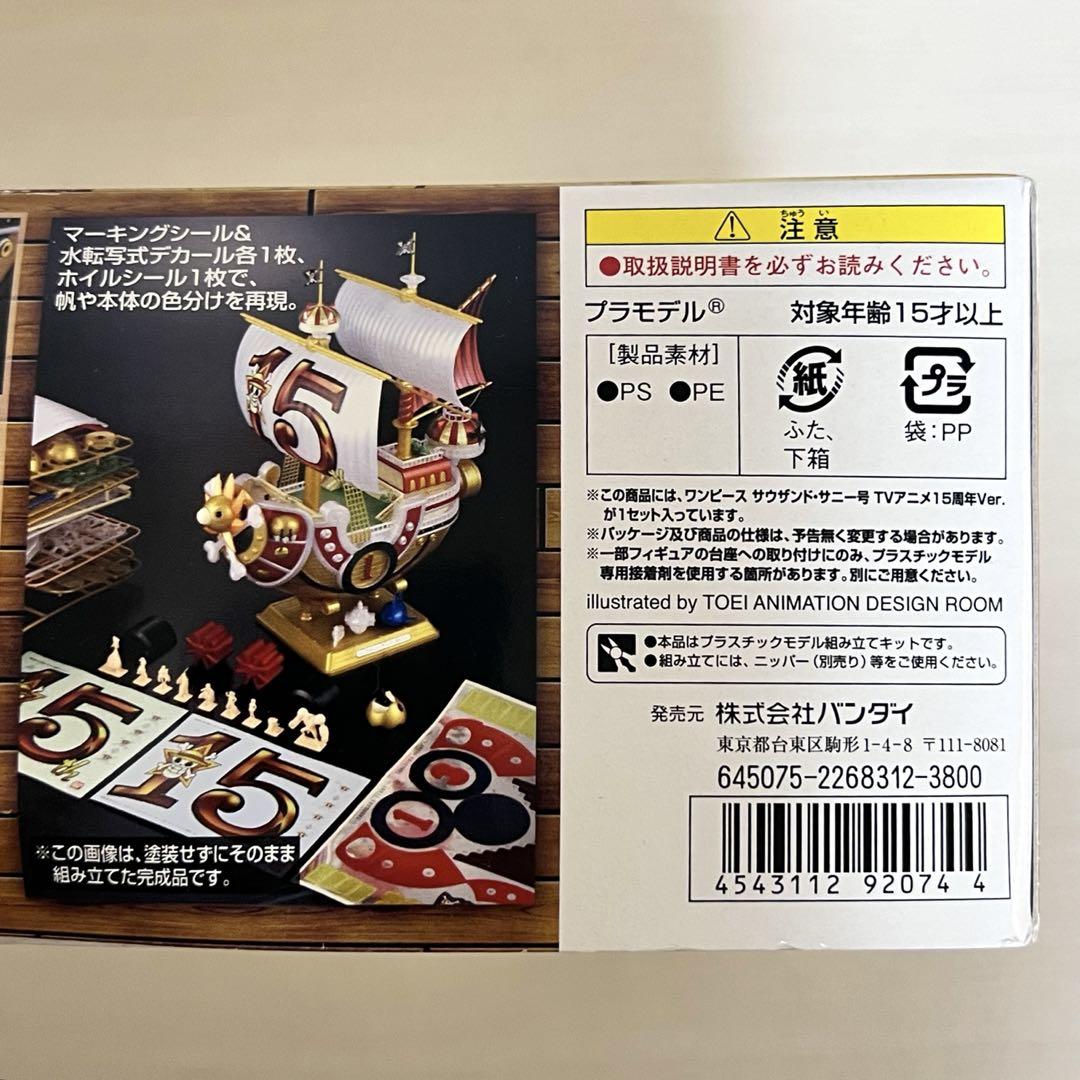 マーキングシール&
水転写式デカール各1枚、
ホイルシール1枚で、
帆や本体の色分けを再現。
15
15
15
1
1
※この画像は、塗装せずにそのまま
組み立てた完成品です。
ちゅう い
注意
●取扱説明書を必ずお読みください。
プラモデル® 対象年齢15才以上
[製品素材]
●PS ●PE
紙
ふた、
下箱
プラ
袋:PP
※この商品には、ワンピース サウザンド・サニー号 TVアニメ15周年Ver.
が1セット入っています。
※パッケージ及び商品の仕様は、予告無く変更する場合があります。
※一部フィギュアの台座への取り付けにのみ、プラスチックモデル
専用接着剤を使用する箇所があります。別にご用意ください。
illustrated by TOEI ANIMATION DESIGN ROOM
●本品はプラスチックモデル組み立てキットです。
●組み立てには、ニッパー(別売り)等をご使用ください。
発売元 株式会社バンダイ
東京都台東区駒形1-4-8 〒111-8081
645075-2268312-3800
4543112 92074 4